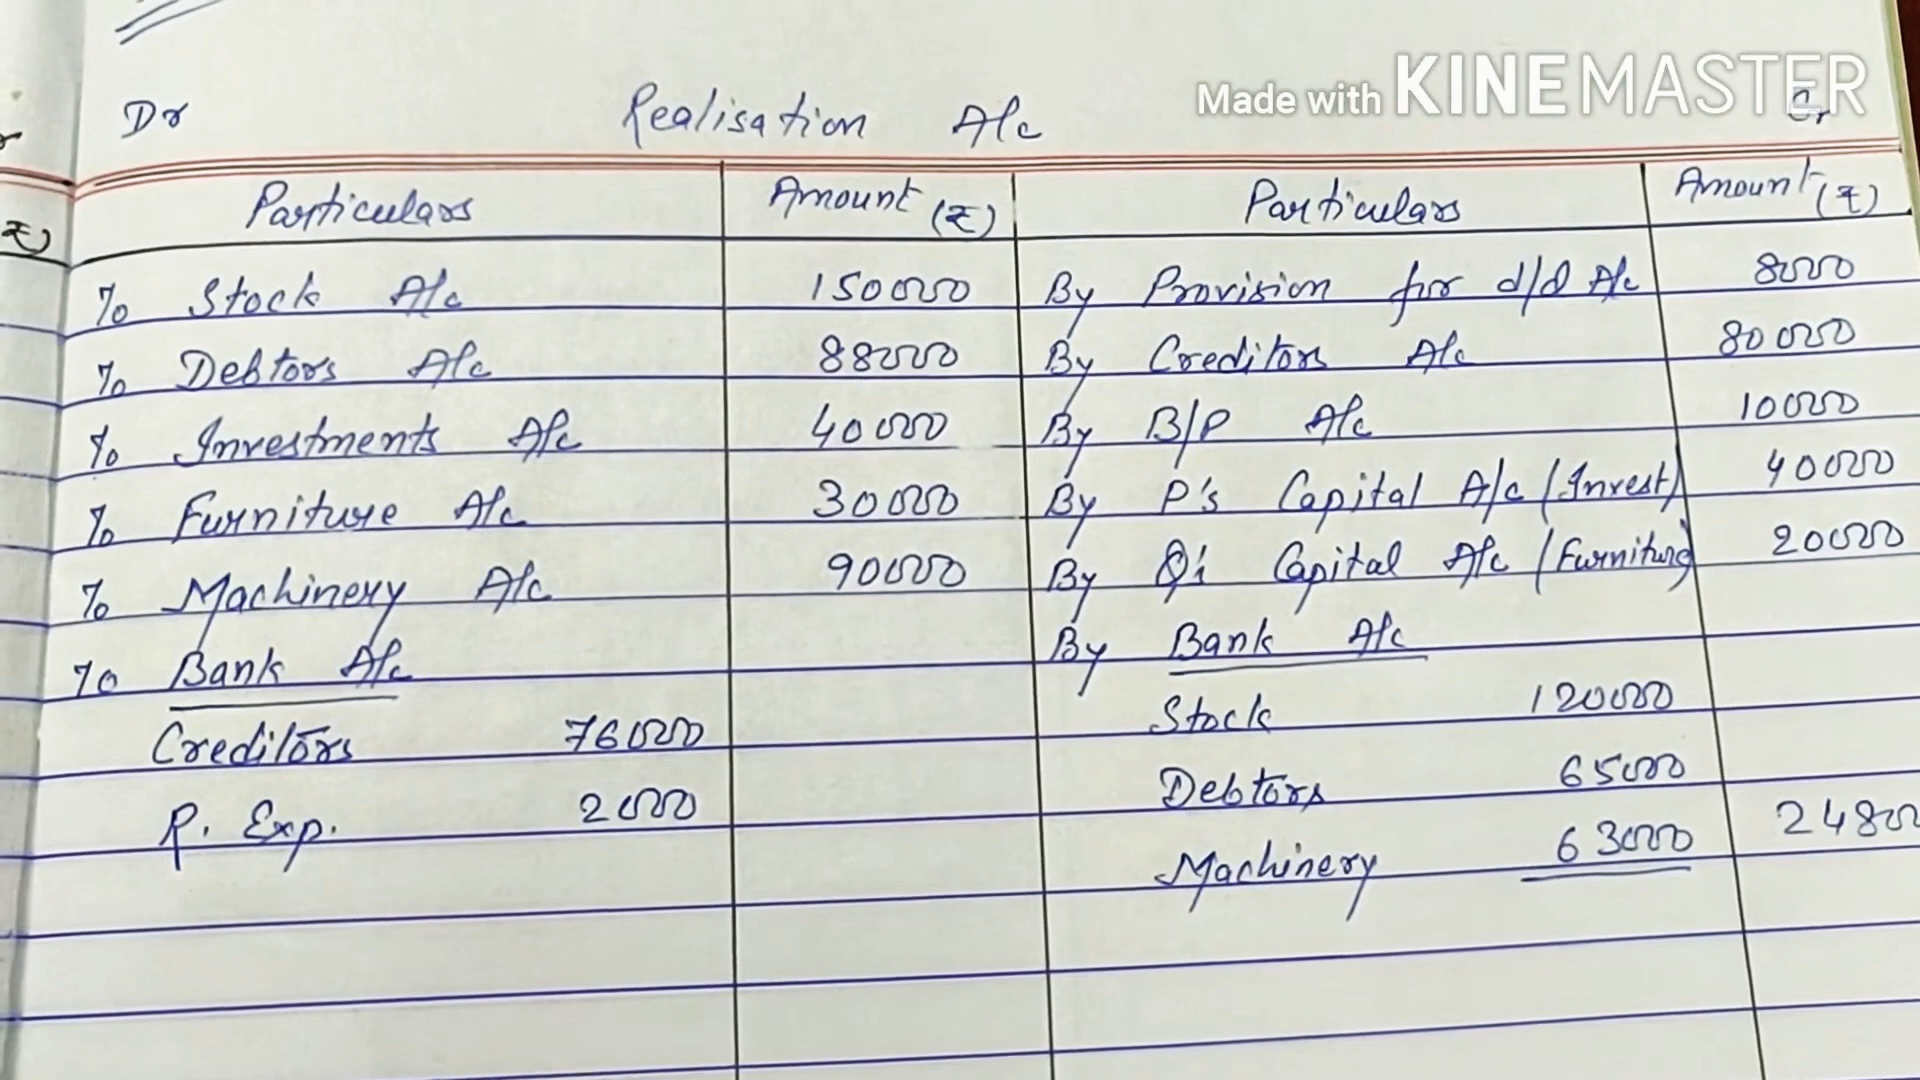 Made with KINEMASTER
Dr Realisation A/c Cr
Particulars Amount (₹) Particulars Amount (₹)
To Stock A/c 150000 By Provision for d/d A/c 8000
To Debtors A/c 88000 By Creditors A/c 80000
To Investments A/c 40000 By B/P A/c 10000
To Furniture A/c 30000 By P's Capital A/c (Invest) 40000
To Machinery A/c 90000 By Q's Capital A/c (Furniture) 20000
To Bank A/c By Bank A/c
Creditors 76000 Stock 120000
R. Exp. 2000 Debtors 65000
Machinery 63000 24800